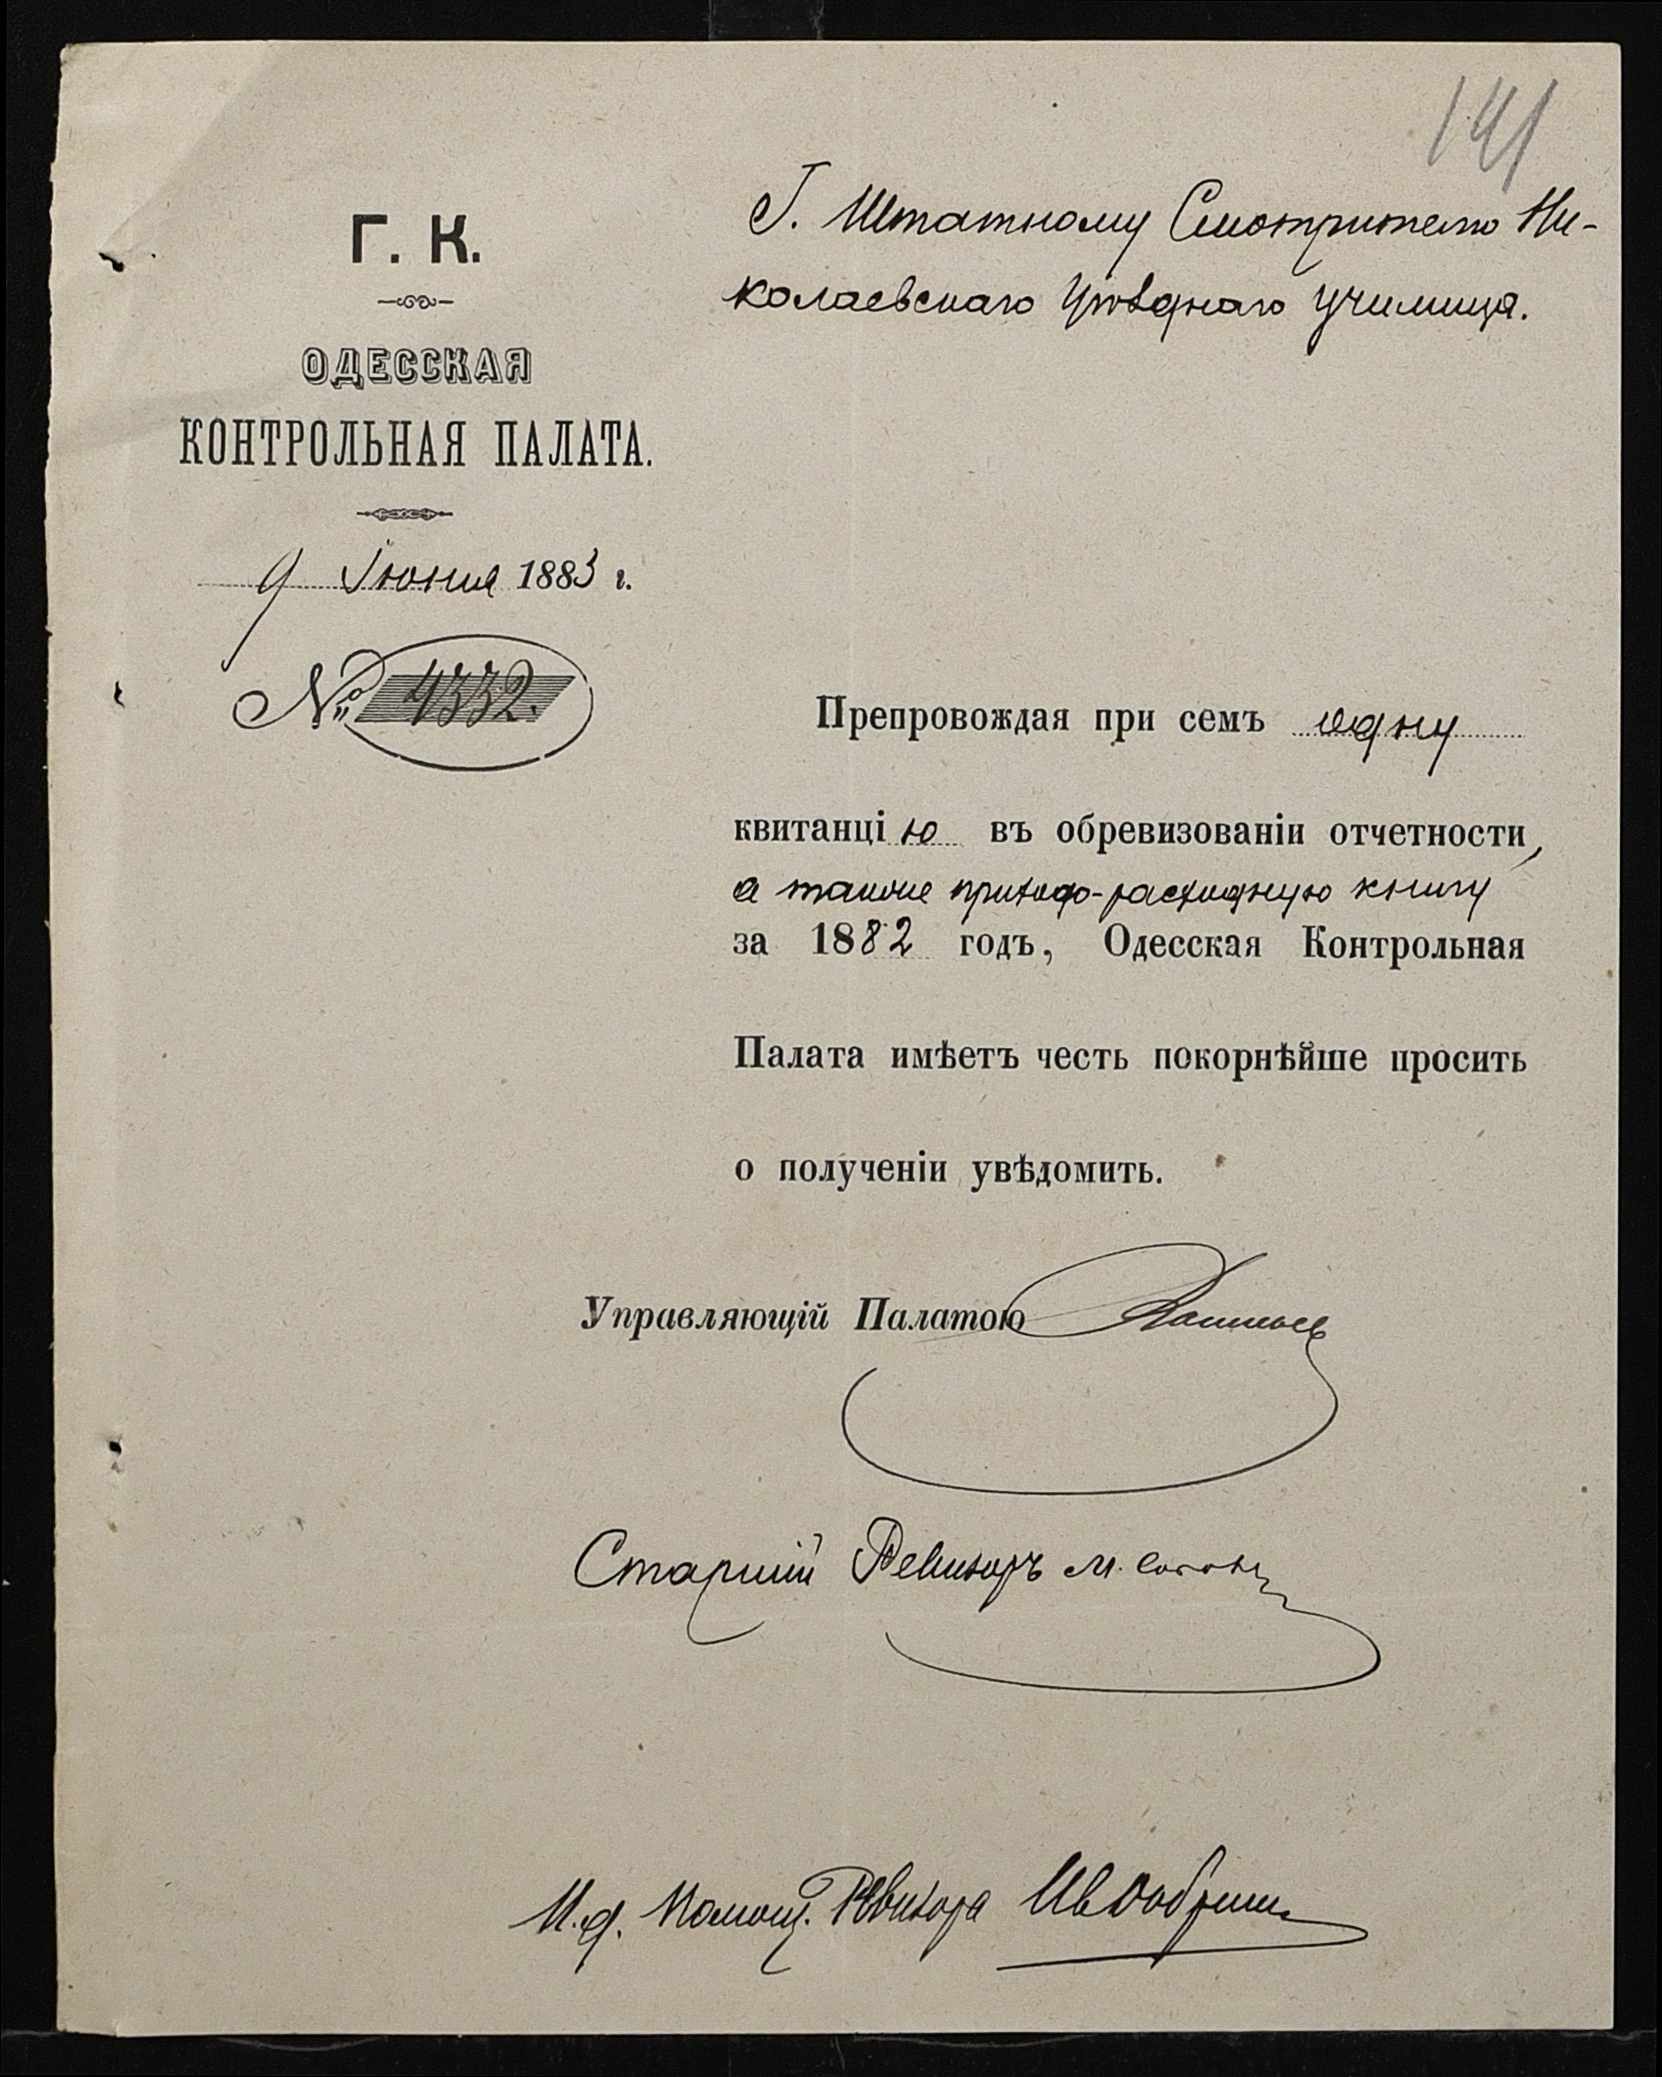 141
Г. К.
ОДЕССКАЯ
КОНТРОЛЬНАЯ ПАЛАТА.
9 Іюня 1883 г.
№ 4332.
Г. Штатному Смотрителю Ни-
колаевскаго Уѣзднаго Училища.
Препровождая при семъ одну
квитанцію въ обревизованіи отчетности,
а также приходо-расходную книгу
за 1882 годъ, Одесская Контрольная
Палата имѣетъ честь покорнѣйше просить
о полученіи увѣдомить.
Управляющій Палатою
Старшій Ревизоръ М.
И. д. Помощ. Ревизора